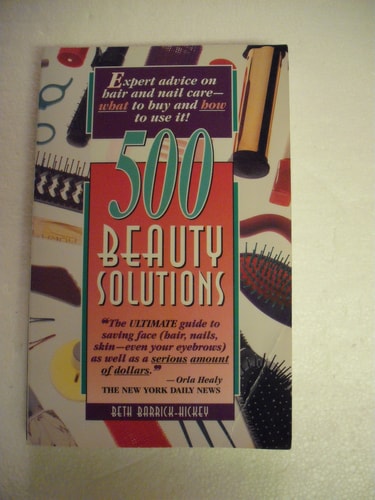 Expert advice on
hair and nail care—
what to buy and how
to use it!
500
BEAUTY
SOLUTIONS
"The ULTIMATE guide to
saving face (hair, nails,
skin—even your eyebrows)
as well as a serious amount
of dollars."
—Orla Healy
THE NEW YORK DAILY NEWS
BETH BARRICK-HICKEY